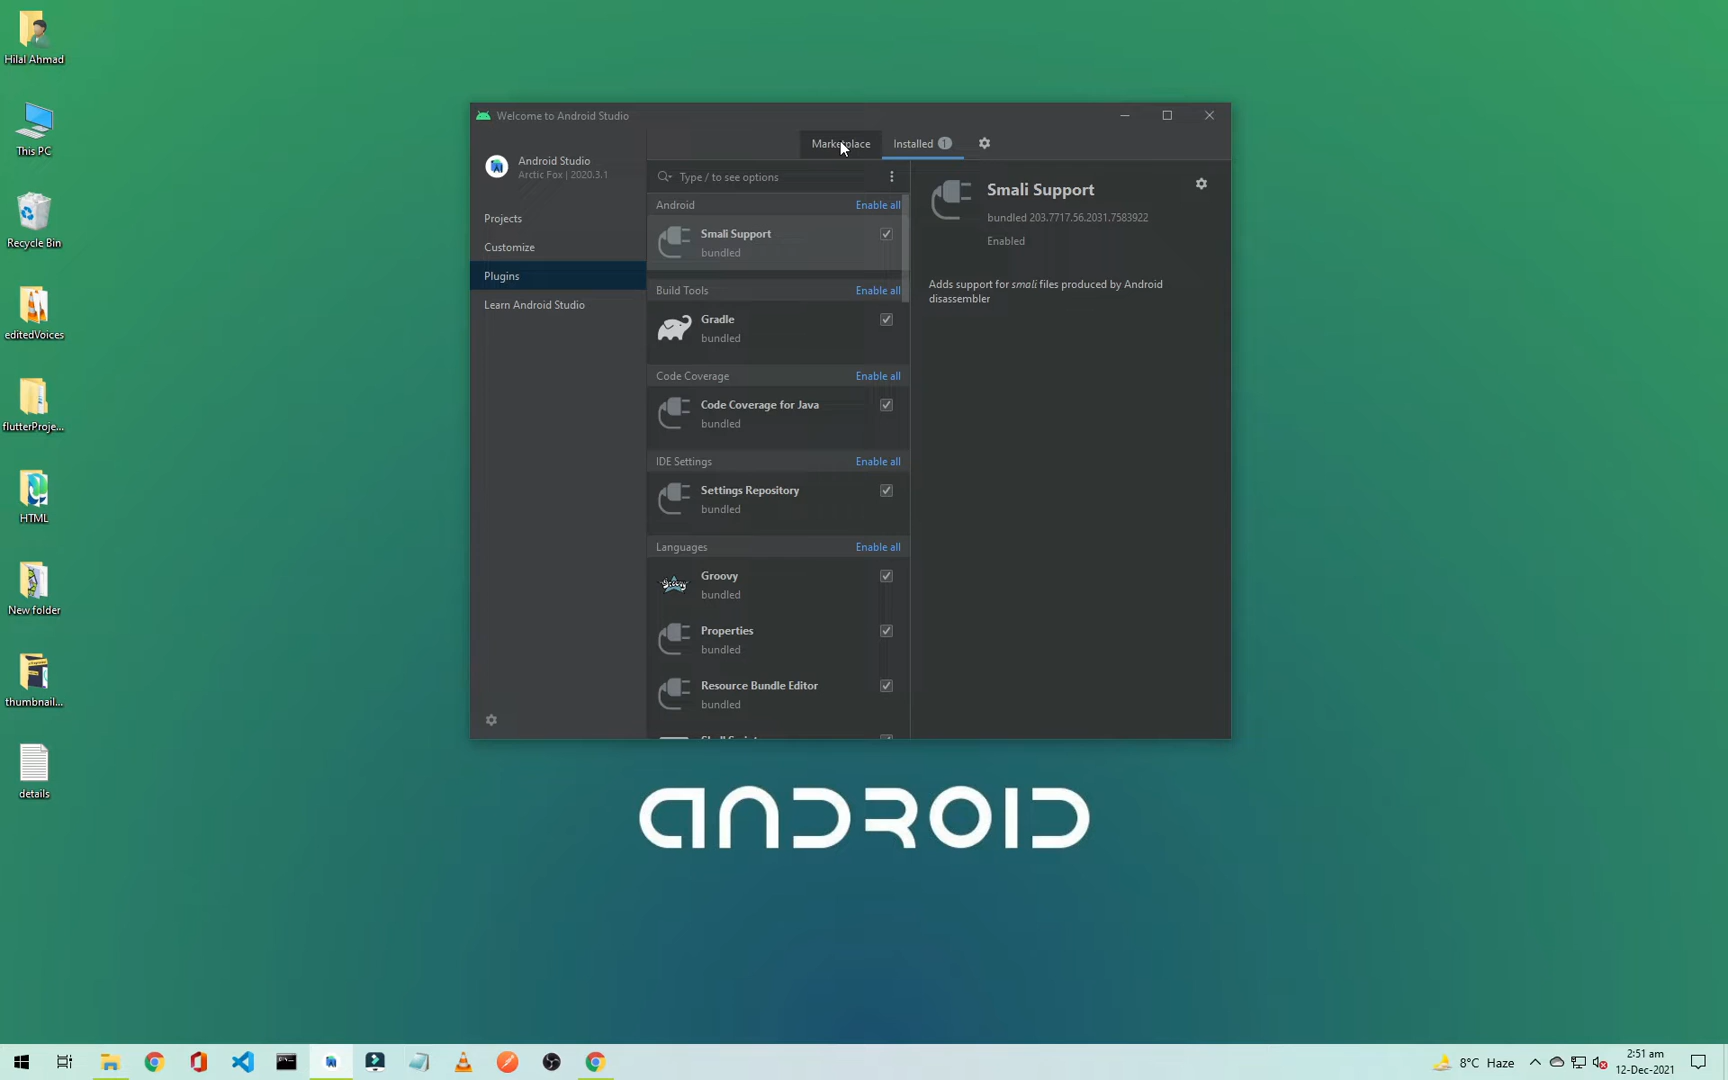 Hilal Ahmad
This PC
Recycle Bin
editedVoices
flutterProje...
HTML
New folder
thumbnail...
details
Welcome to Android Studio
Android Studio
Arctic Fox | 2020.3.1
Projects
Customize
Plugins
Learn Android Studio
Marketplace
Installed 1
Type / to see options
Android Enable all
Smali Support
bundled
Build Tools Enable all
Gradle
bundled
Code Coverage Enable all
Code Coverage for Java
bundled
IDE Settings Enable all
Settings Repository
bundled
Languages Enable all
Groovy
bundled
Properties
bundled
Resource Bundle Editor
bundled
Smali Support
bundled 203.7717.56.2031.7583922
Enabled
Adds support for smali files produced by Android
disassembler
ANDROID
8°C Haze
2:51 am
12-Dec-2021